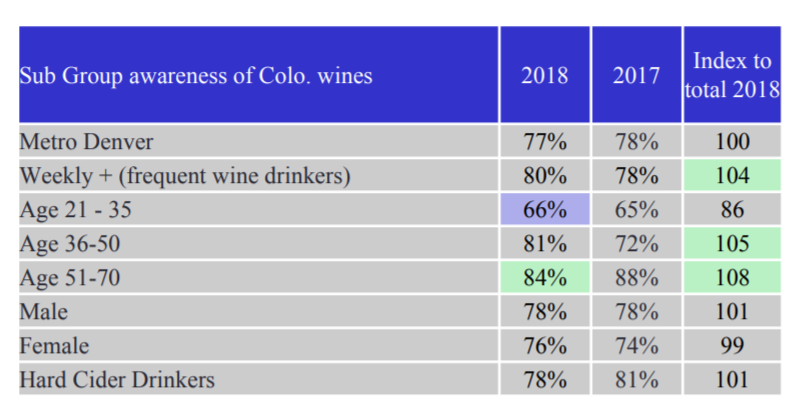 Sub Group awareness of Colo. wines 2018 2017 Index to total 2018
Metro Denver 77% 78% 100
Weekly + (frequent wine drinkers) 80% 78% 104
Age 21 - 35 66% 65% 86
Age 36-50 81% 72% 105
Age 51-70 84% 88% 108
Male 78% 78% 101
Female 76% 74% 99
Hard Cider Drinkers 78% 81% 101